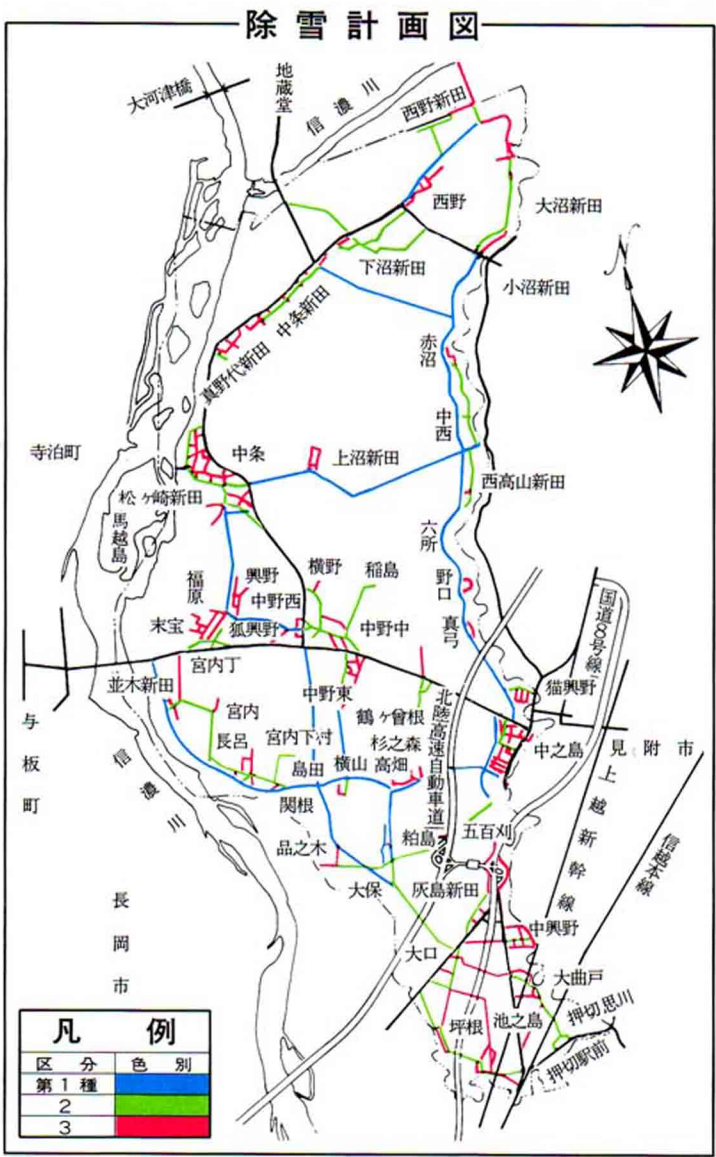 除雪計画図
大河津橋
地蔵堂
信濃川
西野新田
西野
大沼新田
下沼新田
小沼新田
中条新田
真野代新田
赤沼
N
中西
寺泊町
中条
上沼新田
西高山新田
松ヶ崎新田
馬越島
六所
福原
興野
横野
稲島
野口
中野西
国道8号線
末宝
狐興野
中野中
真弓
宮内丁
並木新田
中野東
鶴ヶ曾根
北陸高速自動車道
猫興野
宮内
与板町
長呂
宮内下村
杉之森
中之島
見附市
島田
横山
高畑
信濃川
関根
上越新幹線
信越本線
品之木
粕島
五百刈
大保
灰島新田
長岡市
大口
中興野
大曲戸
坪根
池之島
押切思川
押切駅前
凡例
区分 色別
第1種
2
3